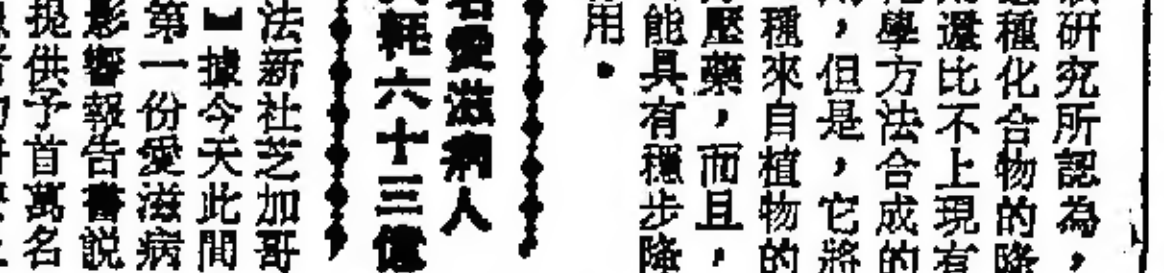 研究所認為，
種化合物的降
還比不上現有
學方法合成的
，但是，它將
種來自植物的
壓藥，而且，
能具有穩步降
用。
愛滋病人
耗六十三億
法新社芝加哥
據今天此間
第一份愛滋病
影響報告書説
提供予首萬名